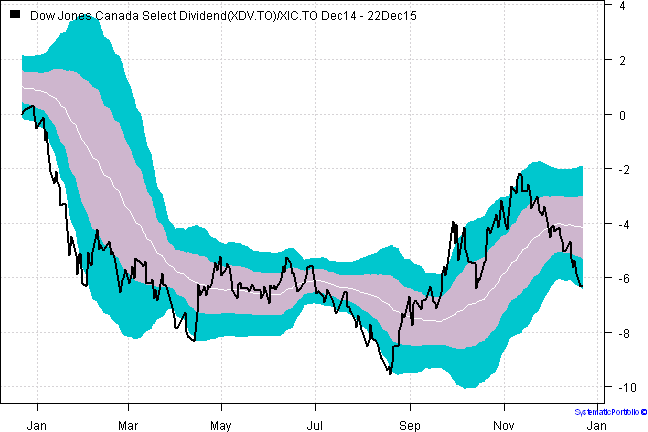 Dow Jones Canada Select Dividend(XDV.TO)/XIC.TO Dec14 - 22Dec15
4
2
0
-2
-4
-6
-8
-10
SystematicPortfolio ©
Jan Mar May Jul Sep Nov Jan